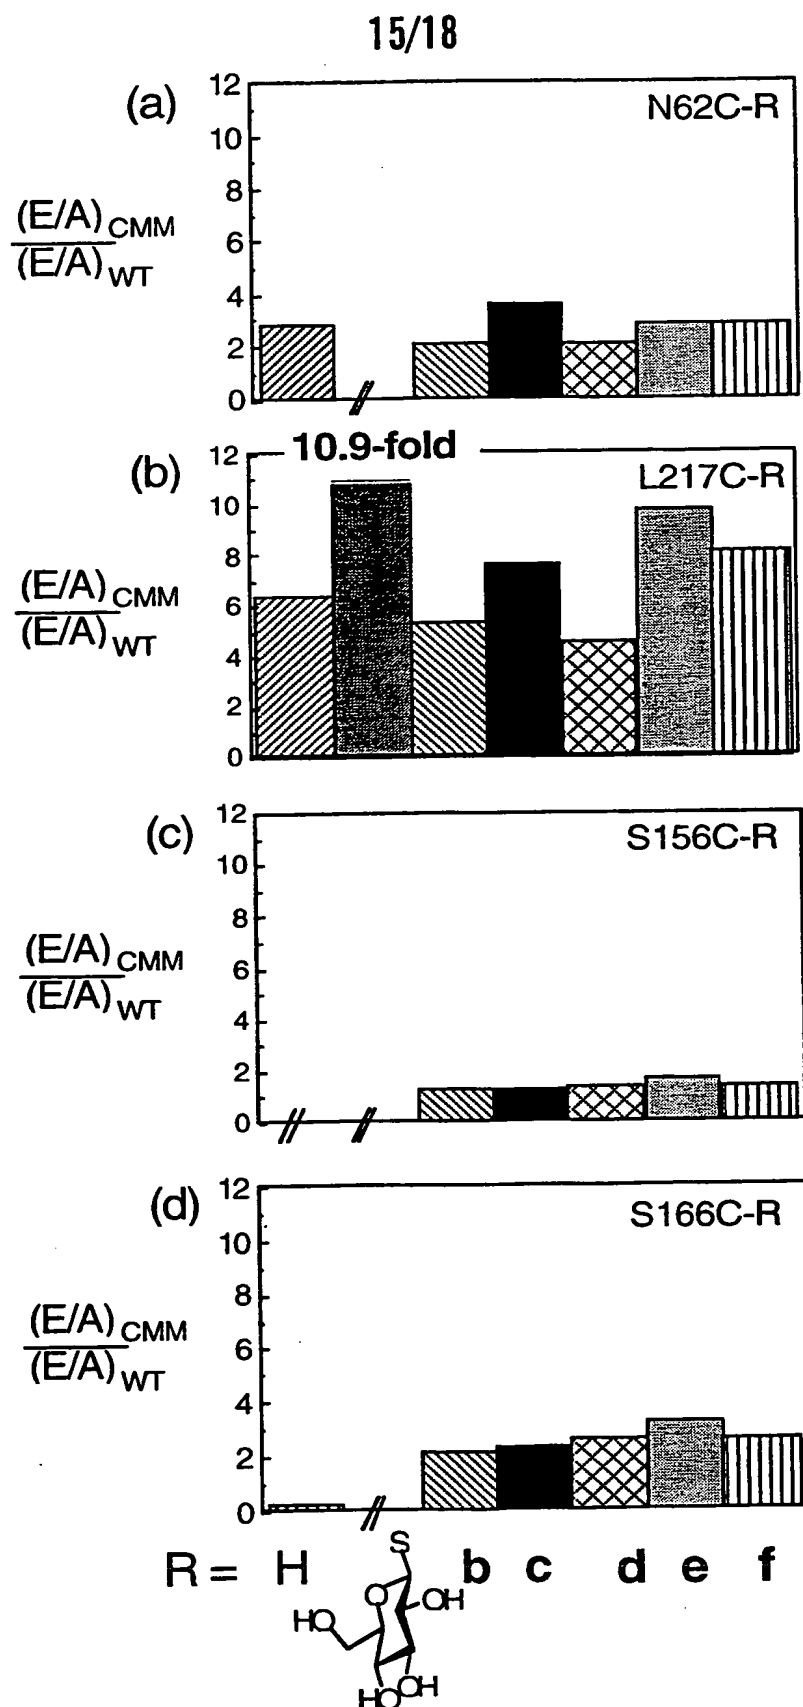 15/18
(a)
N62C-R
(E/A)CMM
(E/A)WT
12
10
8
6
4
2
0
(b)
10.9-fold
L217C-R
(E/A)CMM
(E/A)WT
12
10
8
6
4
2
0
(c)
S156C-R
(E/A)CMM
(E/A)WT
12
10
8
6
4
2
0
(d)
S166C-R
(E/A)CMM
(E/A)WT
12
10
8
6
4
2
0
R = H b c d e f
S
O
OH
HO
HO OH